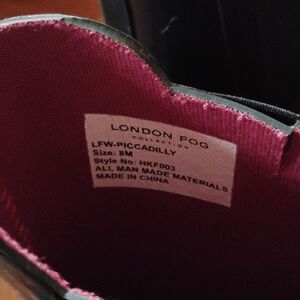 LONDON FOG
COLLECTION
LFW-PICCADILLY
Size: 8M
Style No: HKF003
ALL MAN MADE MATERIALS
MADE IN CHINA